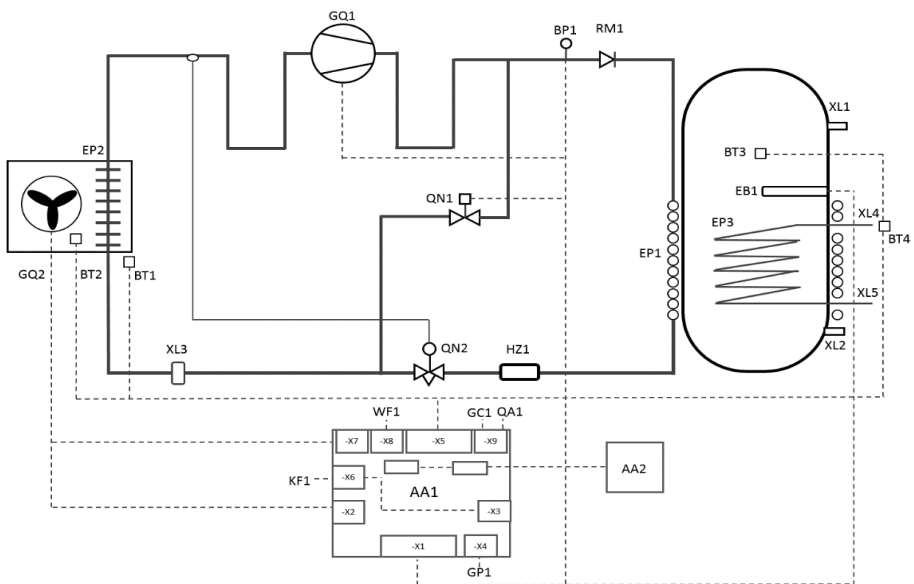 GQ1
BP1
RM1
XL1
EP2
BT3
QN1
EB1
EP3
XL4
EP1
BT4
GQ2
BT2
BT1
XL5
XL3
QN2
HZ1
XL2
WF1
GC1
QA1
-X7
-X8
-X5
-X9
KF1
-X6
AA1
AA2
-X2
-X3
-X1
-X4
GP1